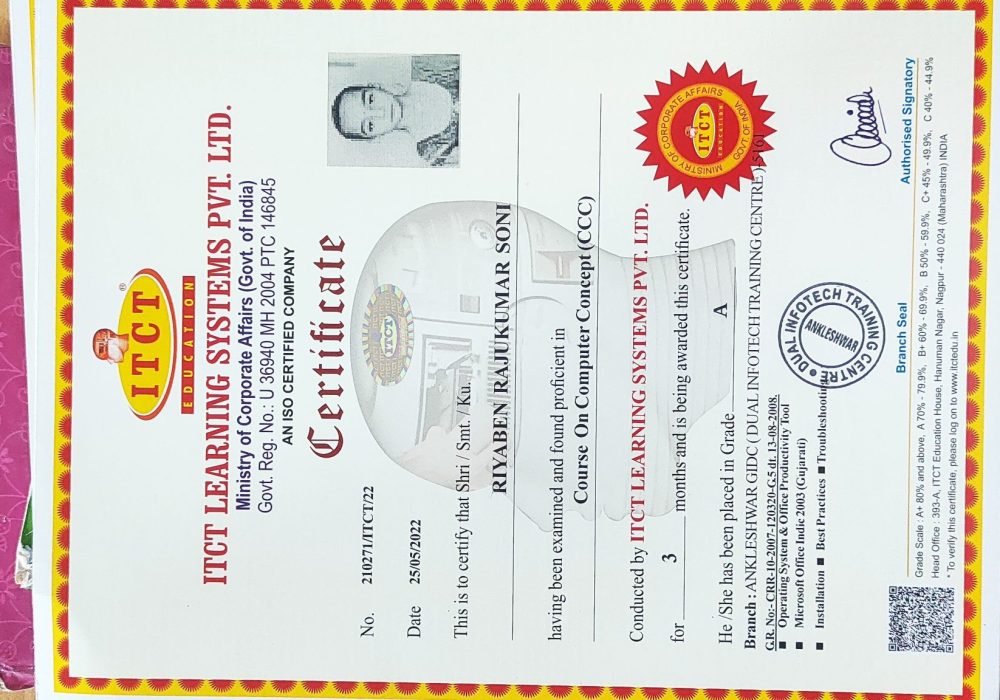 ITCT
®
EDUCATION
ITCT LEARNING SYSTEMS PVT. LTD.
Ministry of Corporate Affairs (Govt. of India)
Govt. Reg. No.: U 36940 MH 2004 PTC 146845
AN ISO CERTIFIED COMPANY
Certificate
No. 210271/ITCT/22
Date 25/05/2022
ITCT
This is to certify that Shri / Smt. / Ku.
RIYABEN RAJUKUMAR SONI
having been examined and found proficient in
Course On Computer Concept (CCC)
Conducted by ITCT LEARNING SYSTEMS PVT. LTD.
for 3 months and is being awarded this certificate.
He /She has been placed in Grade A
MINISTRY OF CORPORATE AFFAIRS
ITCT
EDUCATION
GOVT. OF INDIA
Branch : ANKLESHWAR GIDC ( DUAL INFOTECH TRAINING CENTRE )-5161
G.R. No:- CRR-10-2007-120320-G.5 dt. 13-08-2008.
■ Operating System & Office Productivity Tool
■ Microsoft Office Indic 2003 (Gujarati)
■ Installation ■ Best Practices ■ Troubleshooting
DUAL INFOTECH TRAINING CENTRE
ANKLESHWAR
Branch Seal
Authorised Signatory
Grade Scale : A+ 80% and above, A 70% - 79.9%, B+ 60% - 69.9%, B 50% - 59.9%, C+ 45% - 49.9%, C 40% - 44.9%
Head Office : 393-A, ITCT Education House, Hanuman Nagar, Nagpur - 440 024 (Maharashtra) INDIA
* To verify this certificate, please log on to www.itctedu.in